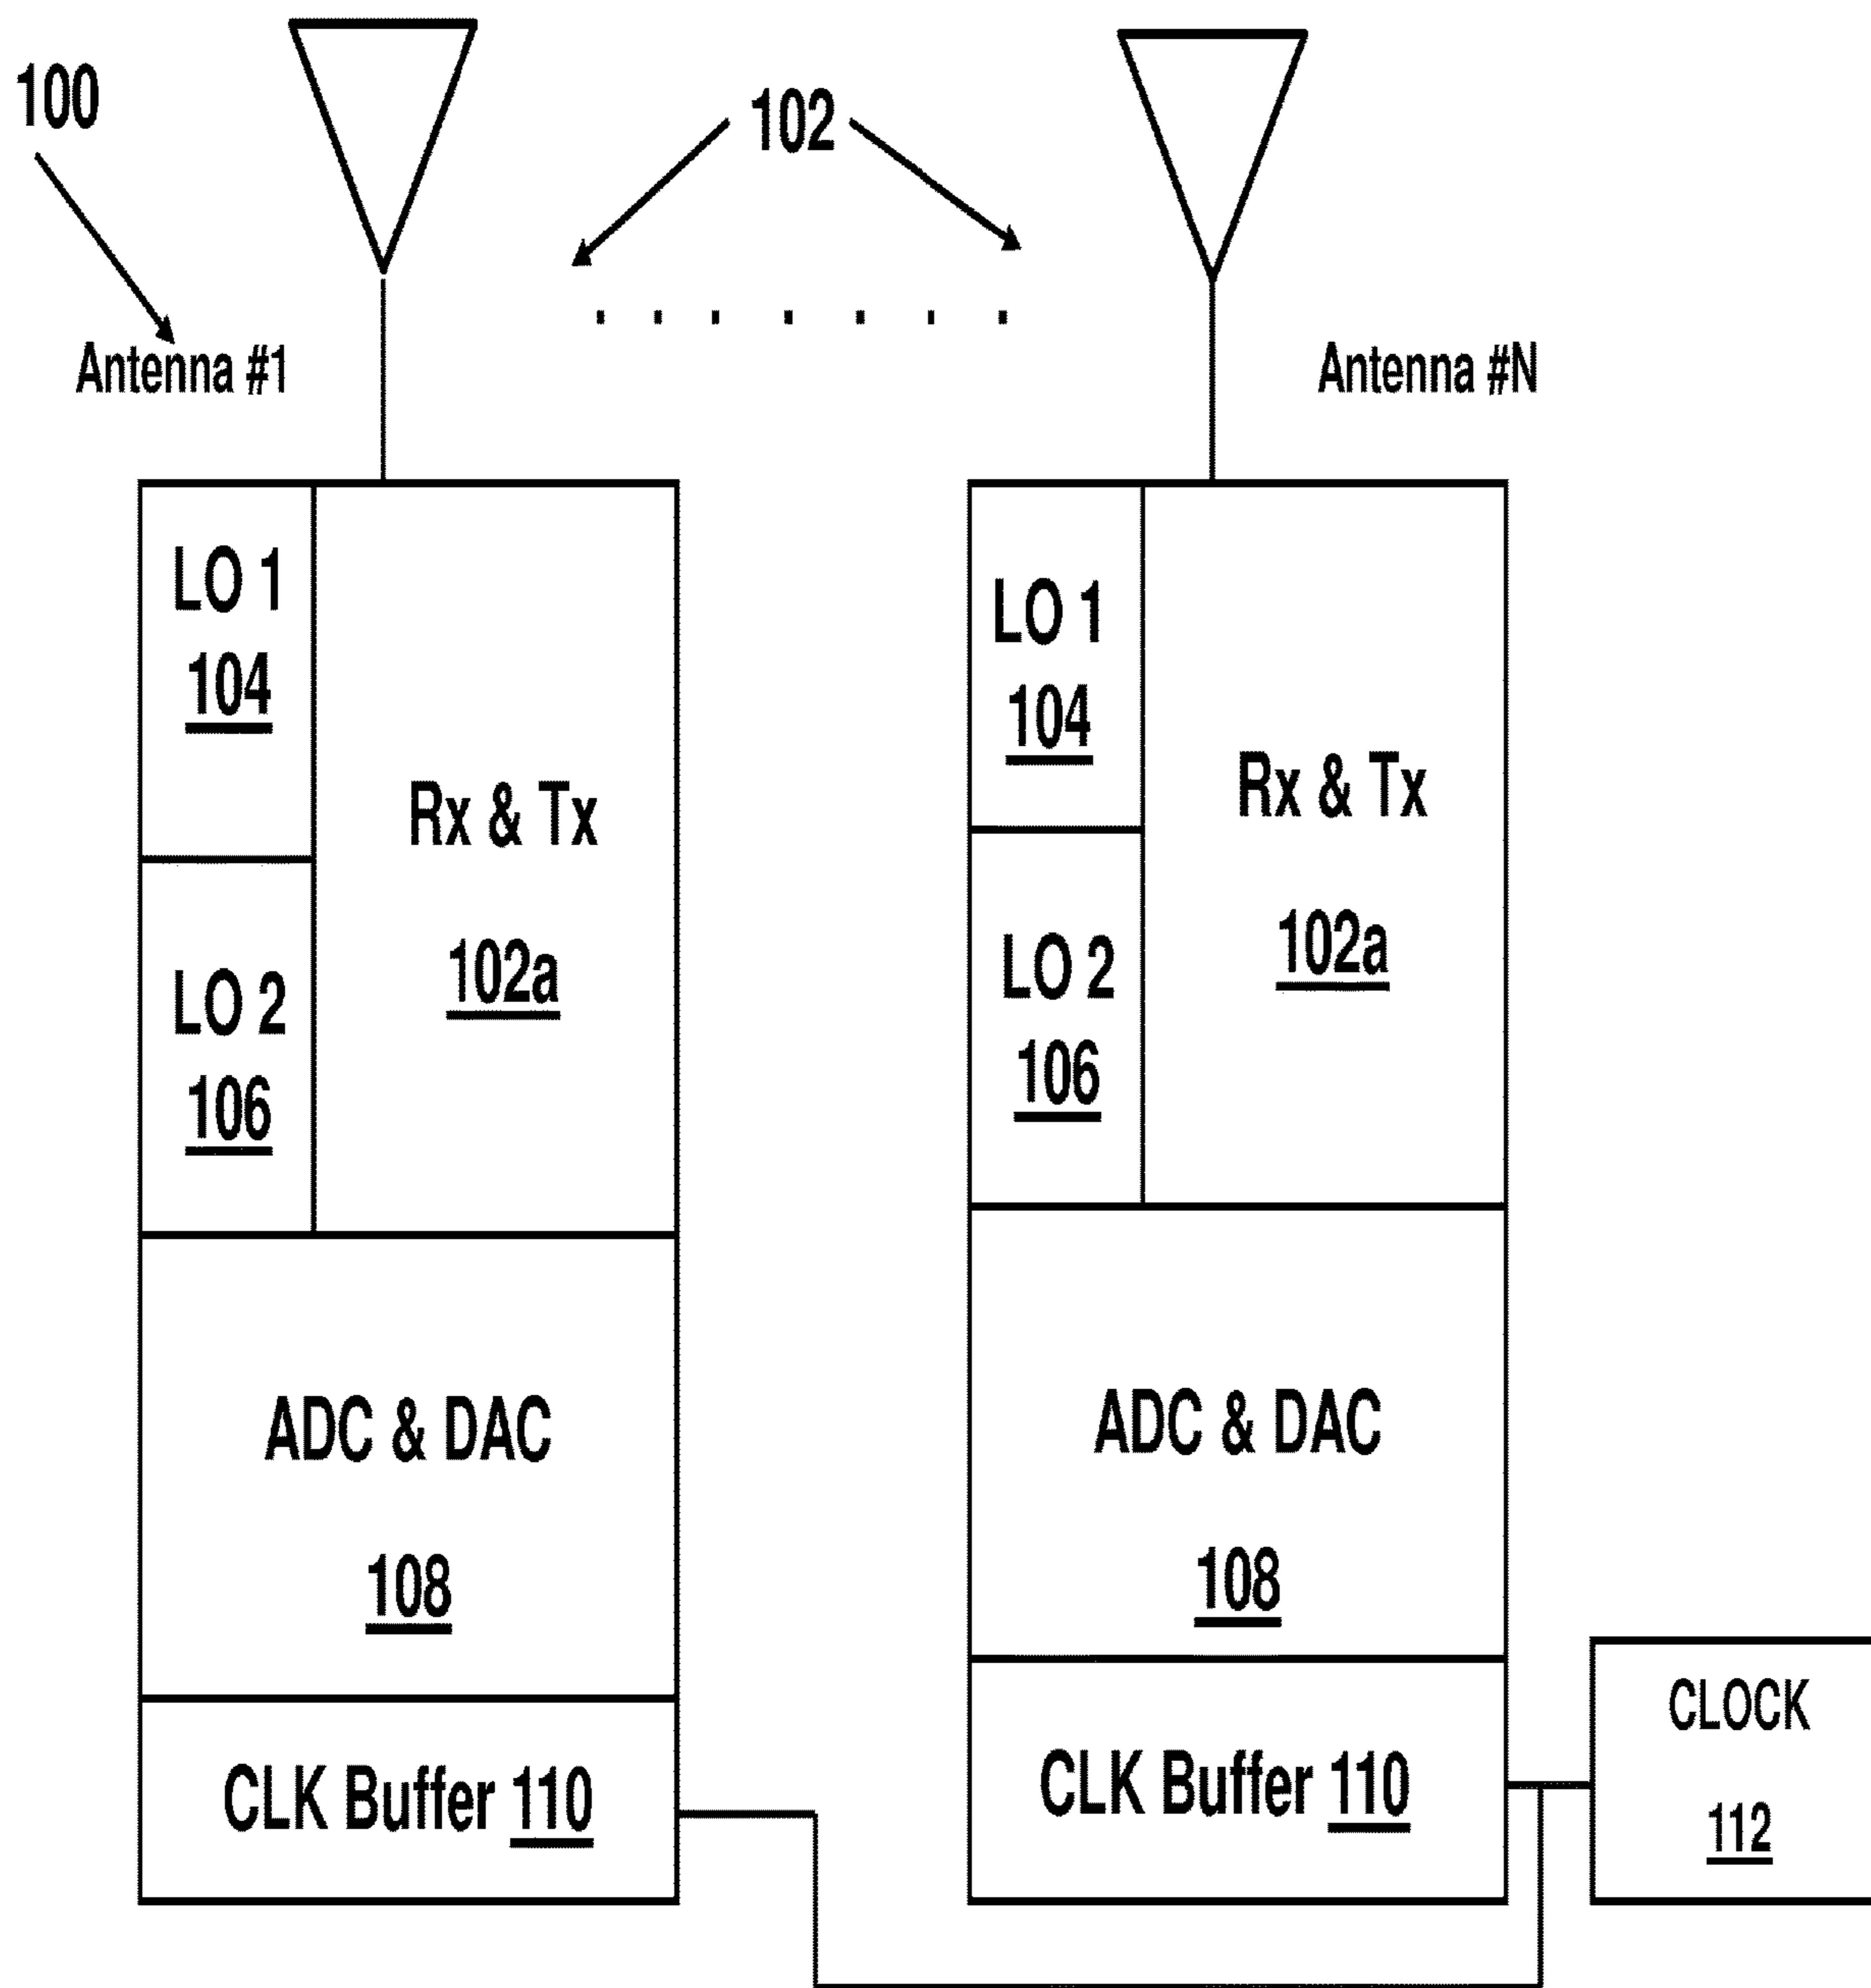 100
102
Antenna #1
Antenna #N
LO 1
104
Rx & Tx
102a
LO 2
106
ADC & DAC
108
CLK Buffer 110
LO 1
104
Rx & Tx
102a
LO 2
106
ADC & DAC
108
CLK Buffer 110
CLOCK
112